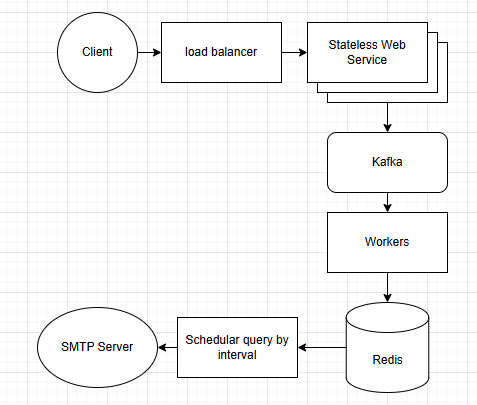 Client
load balancer
Stateless Web
Service
Kafka
Workers
Redis
Schedular query by
interval
SMTP Server